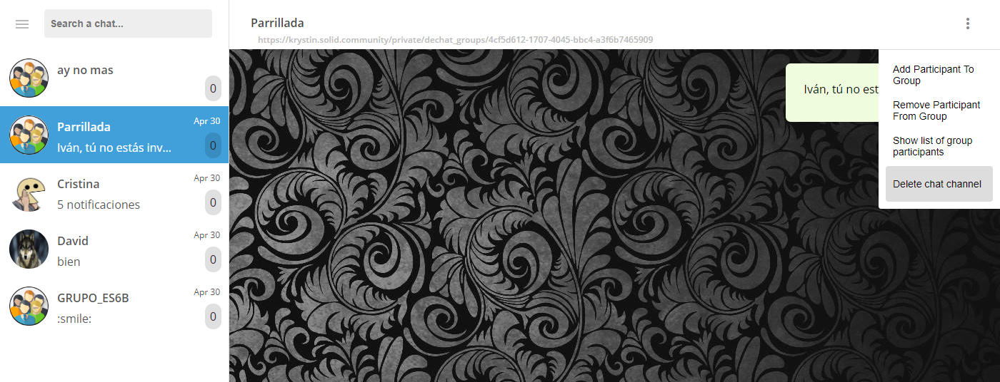 Search a chat...
ay no mas
0
Parrillada
Apr 30
Iván, tú no estás inv...
0
Cristina
Apr 30
5 notificaciones
0
David
Apr 30
bien
0
GRUPO_ES6B
Apr 30
:smile:
0
Parrillada
https://krystin.solid.community/private/dechat_groups/4cf5d612-1707-4045-bbc4-a3f6b7465909
Iván, tú no est
Add Participant To
Group
Remove Participant
From Group
Show list of group
participants
Delete chat channel